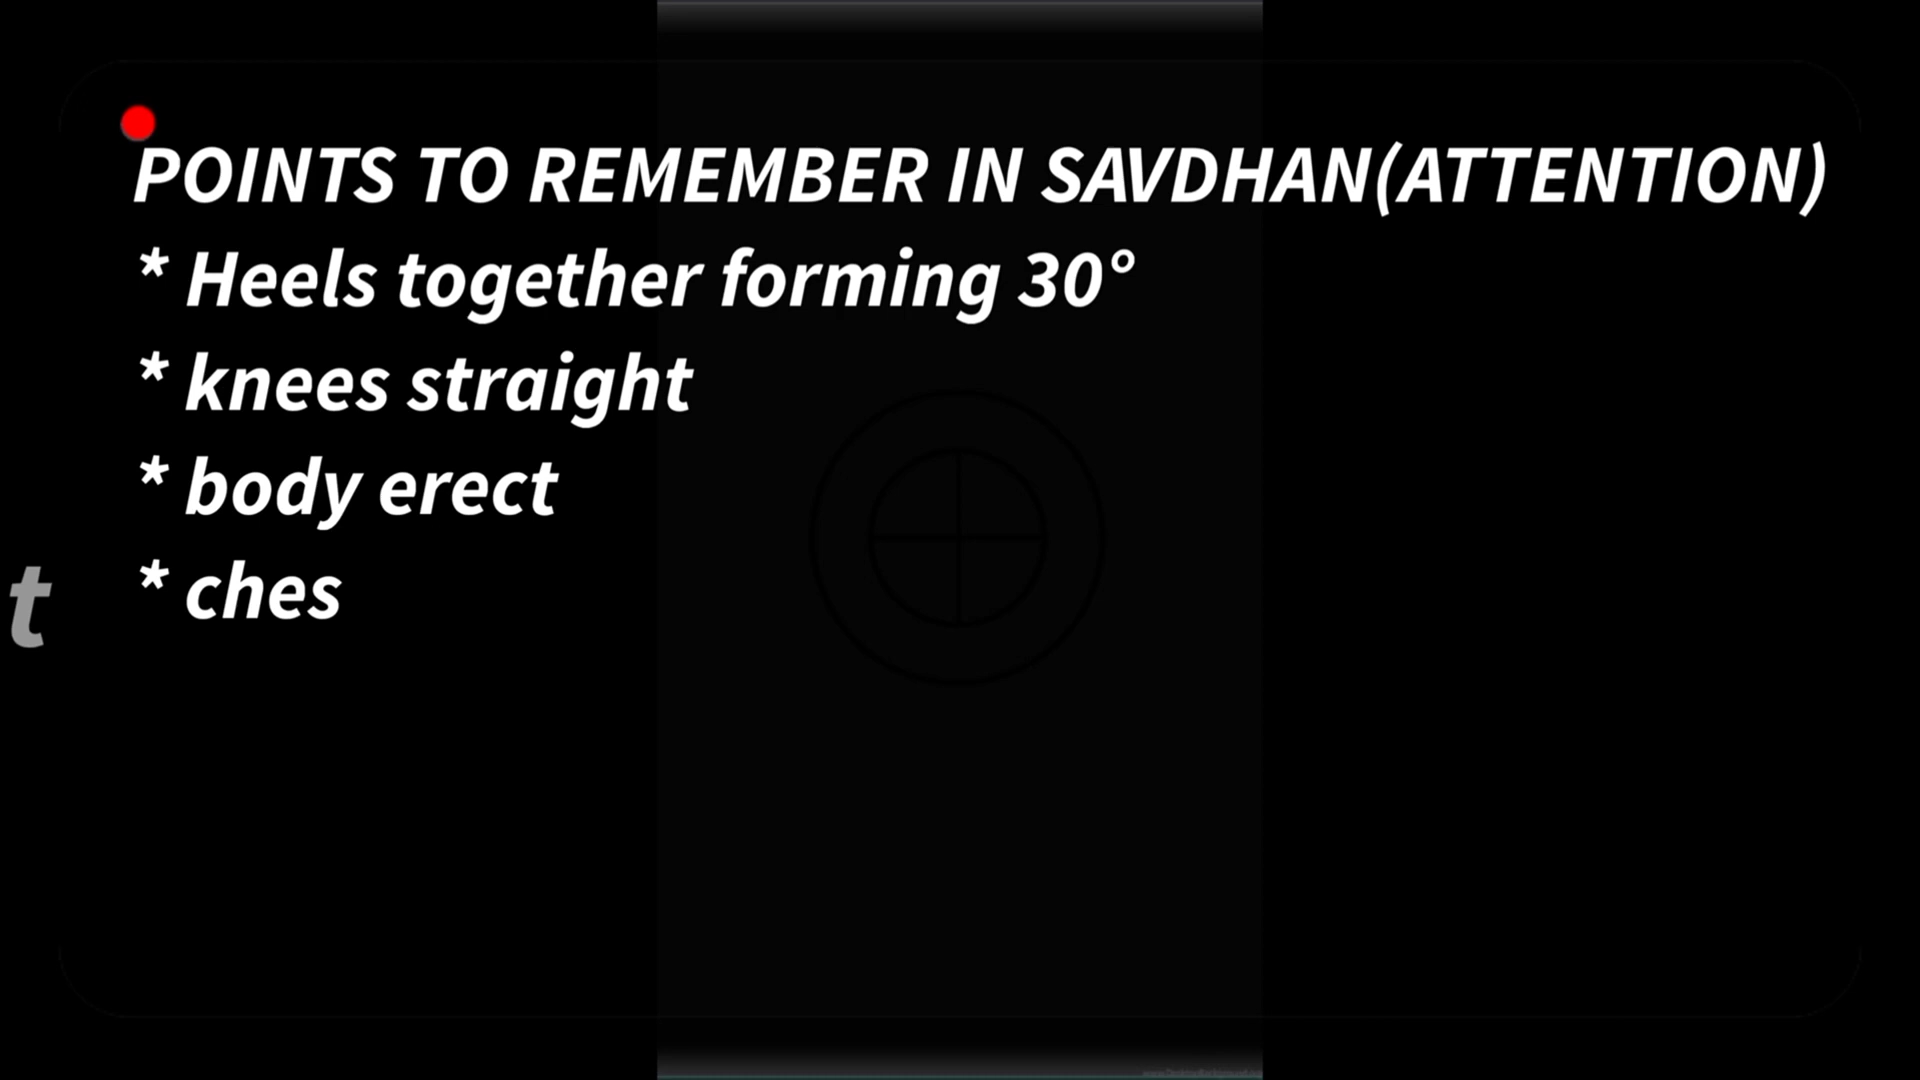 POINTS TO REMEMBER IN SAVDHAN(ATTENTION)
* Heels together forming 30°
* knees straight
* body erect
* ches
t